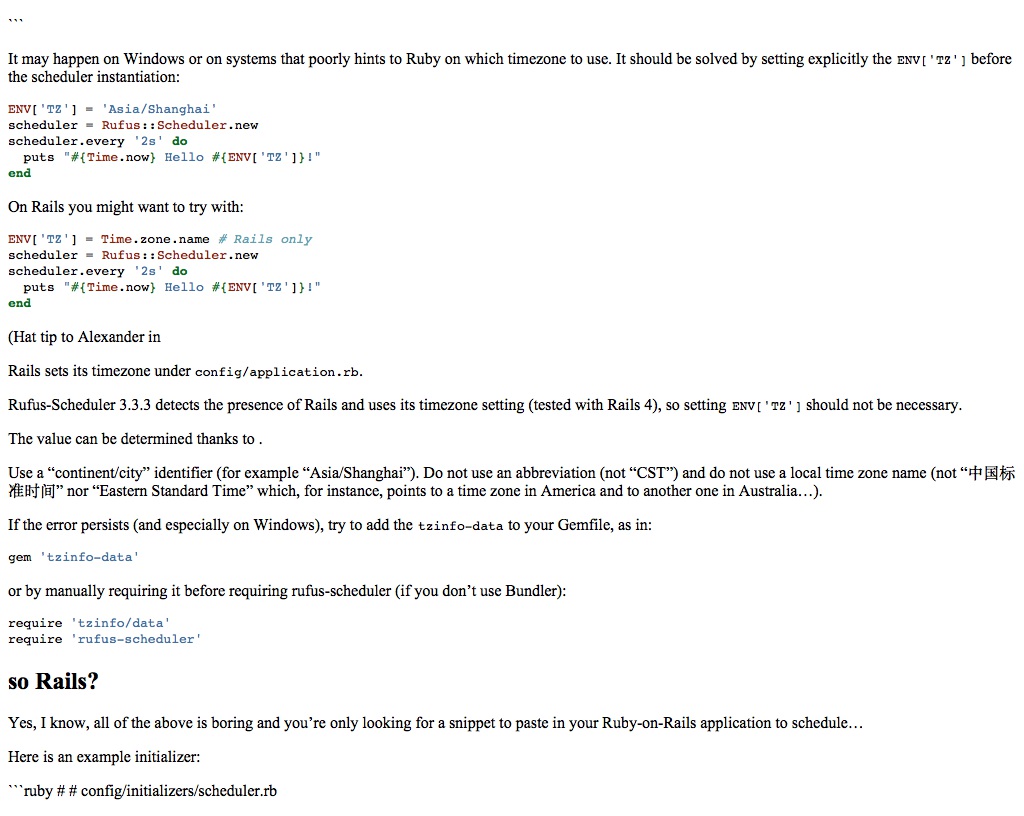 ```
It may happen on Windows or on systems that poorly hints to Ruby on which timezone to use. It should be solved by setting explicitly the ENV['TZ'] before
the scheduler instantiation:
ENV['TZ'] = 'Asia/Shanghai'
scheduler = Rufus::Scheduler.new
scheduler.every '2s' do
  puts "#{Time.now} Hello #{ENV['TZ']}!"
end
On Rails you might want to try with:
ENV['TZ'] = Time.zone.name # Rails only
scheduler = Rufus::Scheduler.new
scheduler.every '2s' do
  puts "#{Time.now} Hello #{ENV['TZ']}!"
end
(Hat tip to Alexander in
Rails sets its timezone under config/application.rb.
Rufus-Scheduler 3.3.3 detects the presence of Rails and uses its timezone setting (tested with Rails 4), so setting ENV['TZ'] should not be necessary.
The value can be determined thanks to .
Use a “continent/city” identifier (for example “Asia/Shanghai”). Do not use an abbreviation (not “CST”) and do not use a local time zone name (not “中国标
准时间” nor “Eastern Standard Time” which, for instance, points to a time zone in America and to another one in Australia…).
If the error persists (and especially on Windows), try to add the tzinfo-data to your Gemfile, as in:
gem 'tzinfo-data'
or by manually requiring it before requiring rufus-scheduler (if you don’t use Bundler):
require 'tzinfo/data'
require 'rufus-scheduler'
so Rails?
Yes, I know, all of the above is boring and you’re only looking for a snippet to paste in your Ruby-on-Rails application to schedule…
Here is an example initializer:
```ruby # # config/initializers/scheduler.rb